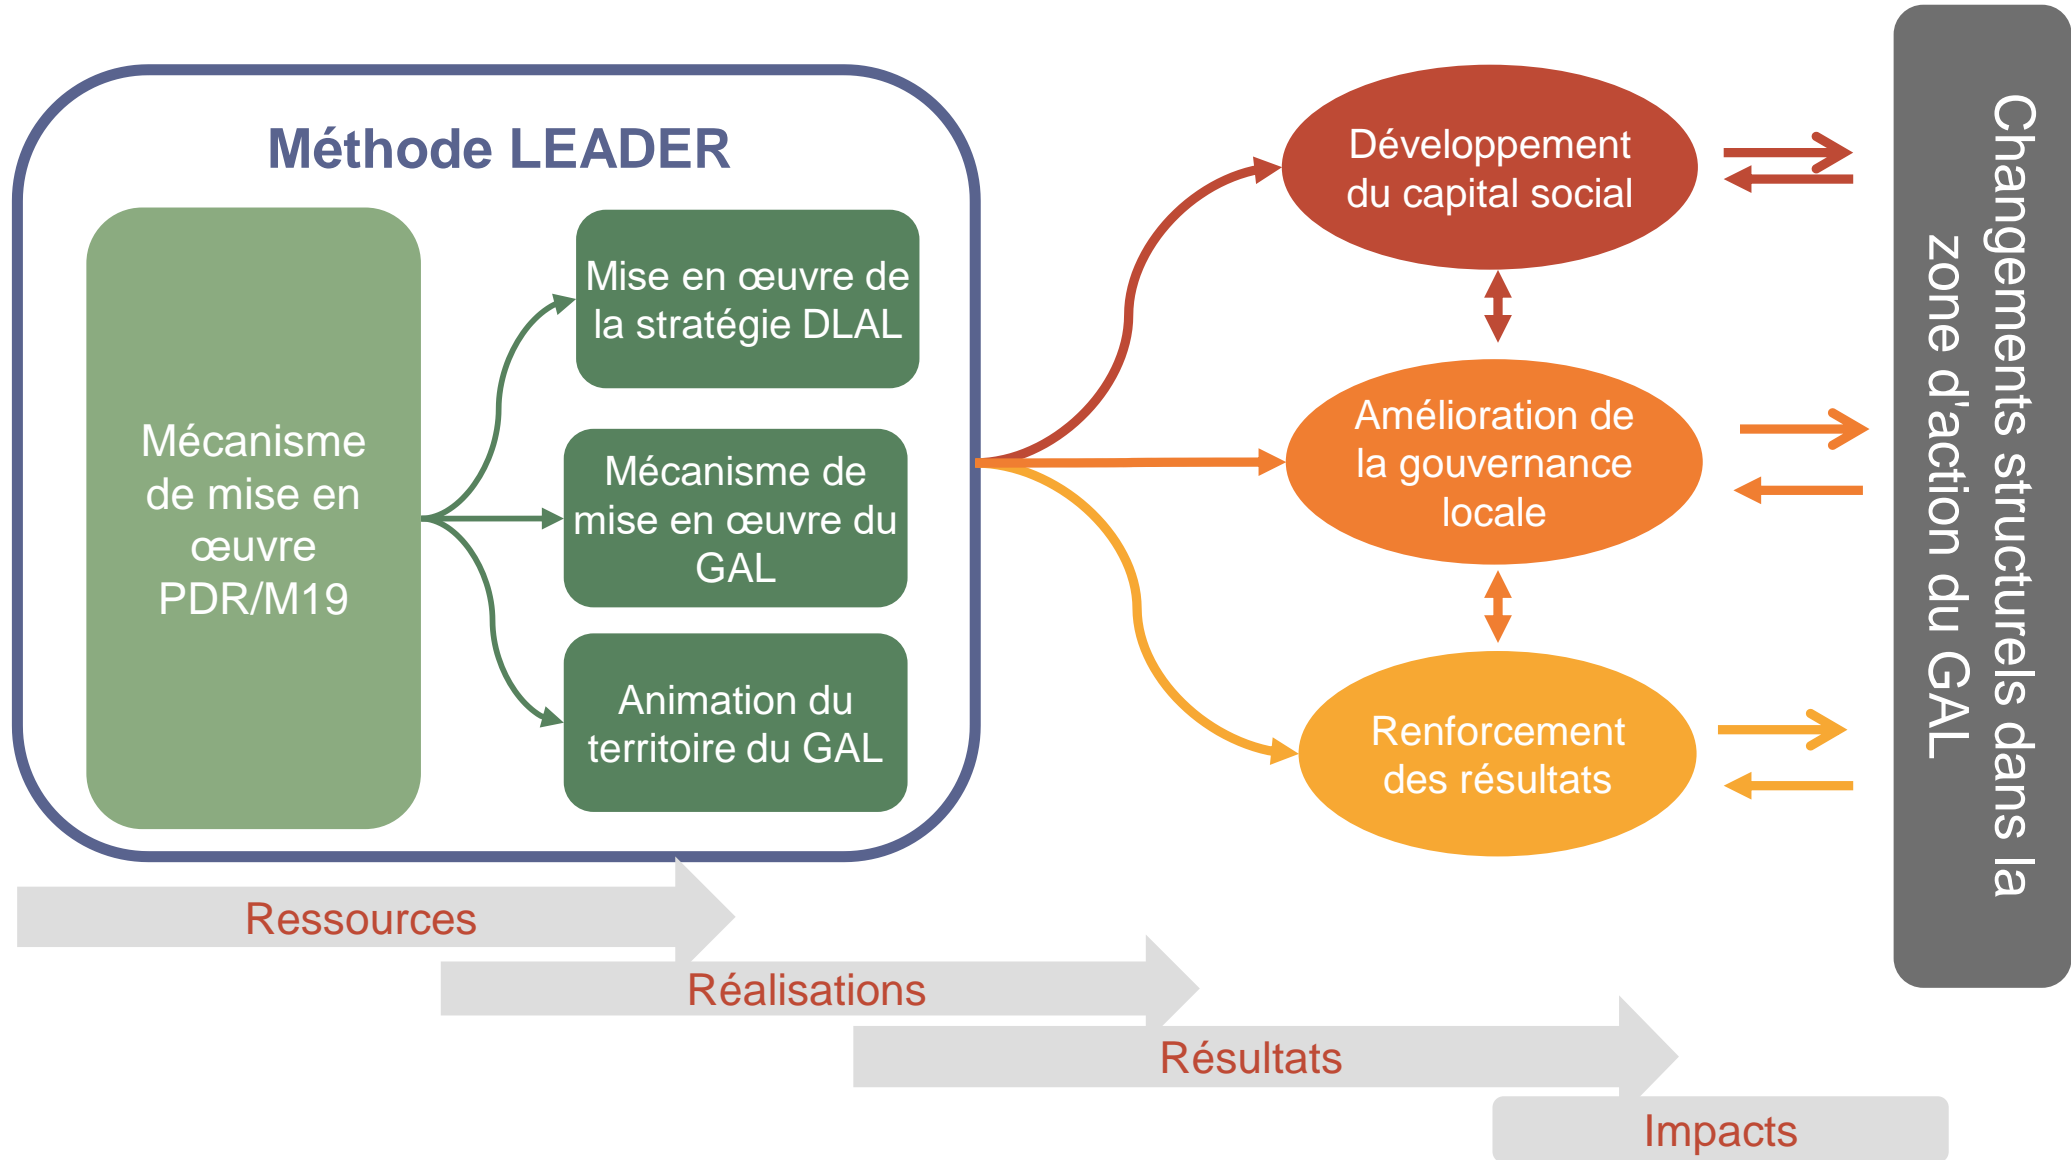 Méthode LEADER
Mécanisme
de mise en
œuvre
PDR/M19
Mise en œuvre de
la stratégie DLAL
Mécanisme de
mise en œuvre du
GAL
Animation du
territoire du GAL
Développement
du capital social
Amélioration de
la gouvernance
locale
Renforcement
des résultats
Changements structurels dans la
zone d'action du GAL
Ressources
Réalisations
Résultats
Impacts